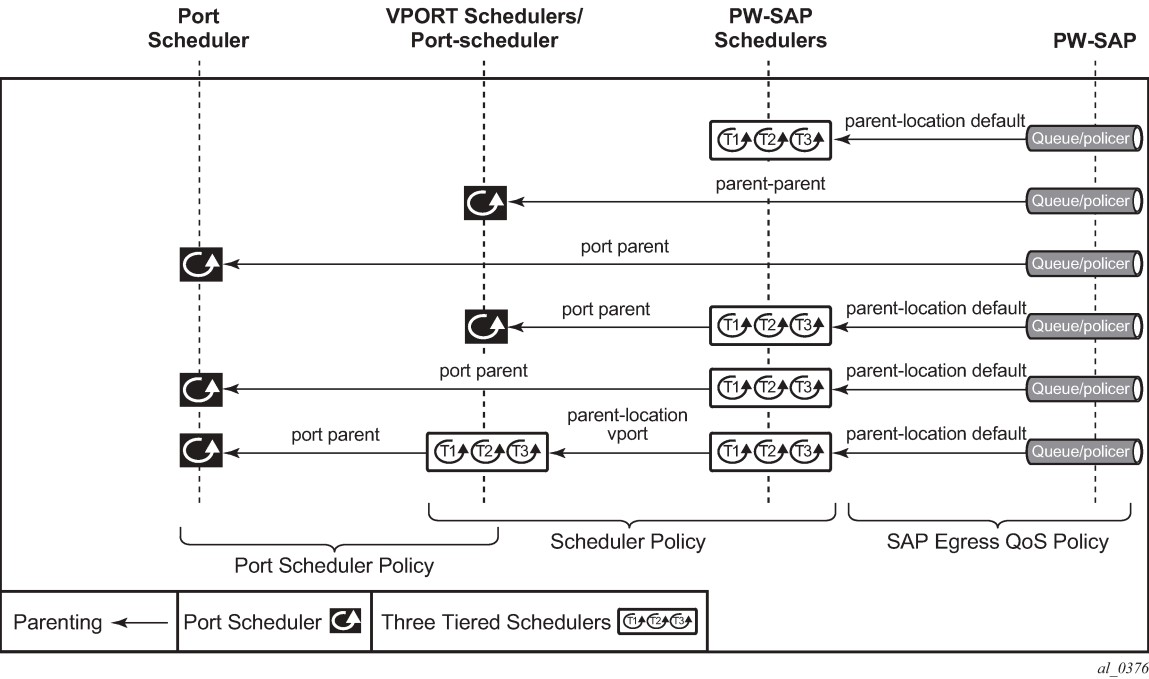 Port
Scheduler
VPORT Schedulers/
Port-scheduler
PW-SAP
Schedulers
PW-SAP
T1 T2 T3
parent-location default
Queue/policer
parent-parent
Queue/policer
port parent
Queue/policer
port parent
T1 T2 T3
parent-location default
Queue/policer
port parent
T1 T2 T3
parent-location default
Queue/policer
port parent
T1 T2 T3
parent-location
vport
T1 T2 T3
parent-location default
Queue/policer
Port Scheduler Policy
Scheduler Policy
SAP Egress QoS Policy
Parenting
Port Scheduler
Three Tiered Schedulers
T1 T2 T3
al_0376